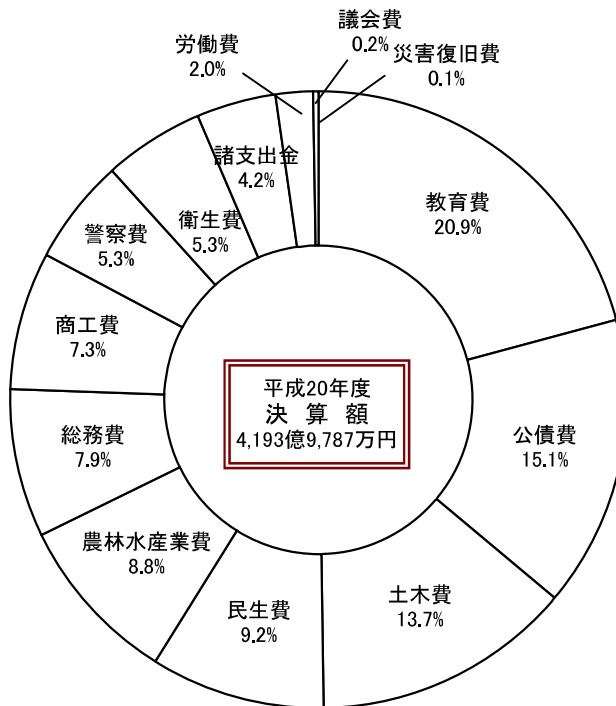 議会費
0.2%
災害復旧費
0.1%
労働費
2.0%
諸支出金
4.2%
教育費
20.9%
衛生費
5.3%
警察費
5.3%
商工費
7.3%
平成20年度
決 算 額
4,193億9,787万円
総務費
7.9%
公債費
15.1%
農林水産業費
8.8%
民生費
9.2%
土木費
13.7%